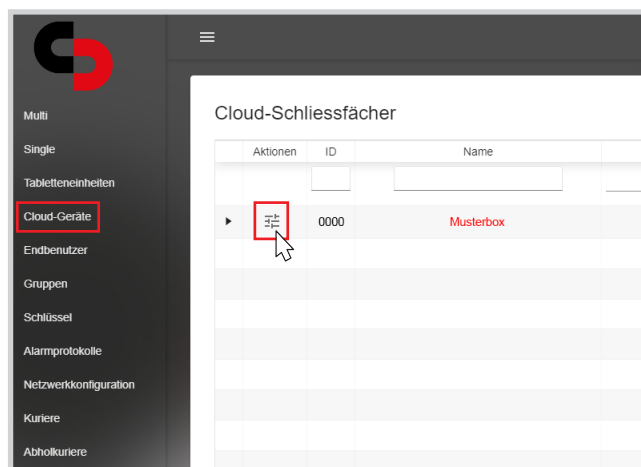 Multi
Single
Tabletteneinheiten
Cloud-Geräte
Endbenutzer
Gruppen
Schlüssel
Alarmprotokolle
Netzwerkkonfiguration
Kuriere
Abholkuriere
Cloud-Schliessfächer
Aktionen ID Name
0000 Musterbox